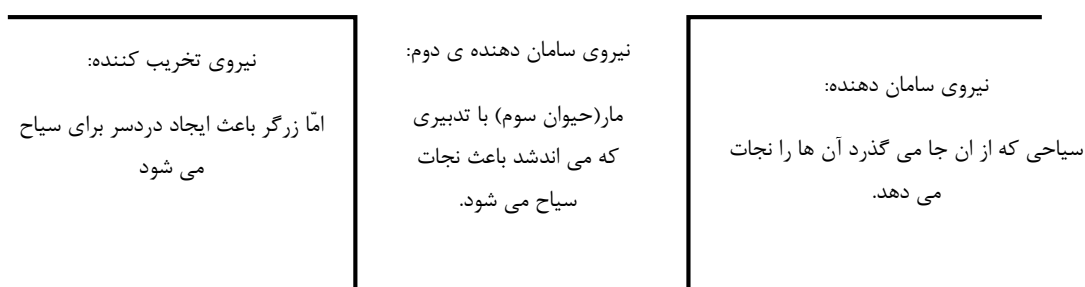 نیروی سامان دهنده:
سیاحی که از ان جا می گذرد آن ها را نجات
می دهد.
نیروی سامان دهنده ی دوم:
مار(حیوان سوم) با تدبیری
که می اندشد باعث نجات
سیاح می شود.
نیروی تخریب کننده:
امّا زرگر باعث ایجاد دردسر برای سیاح
می شود